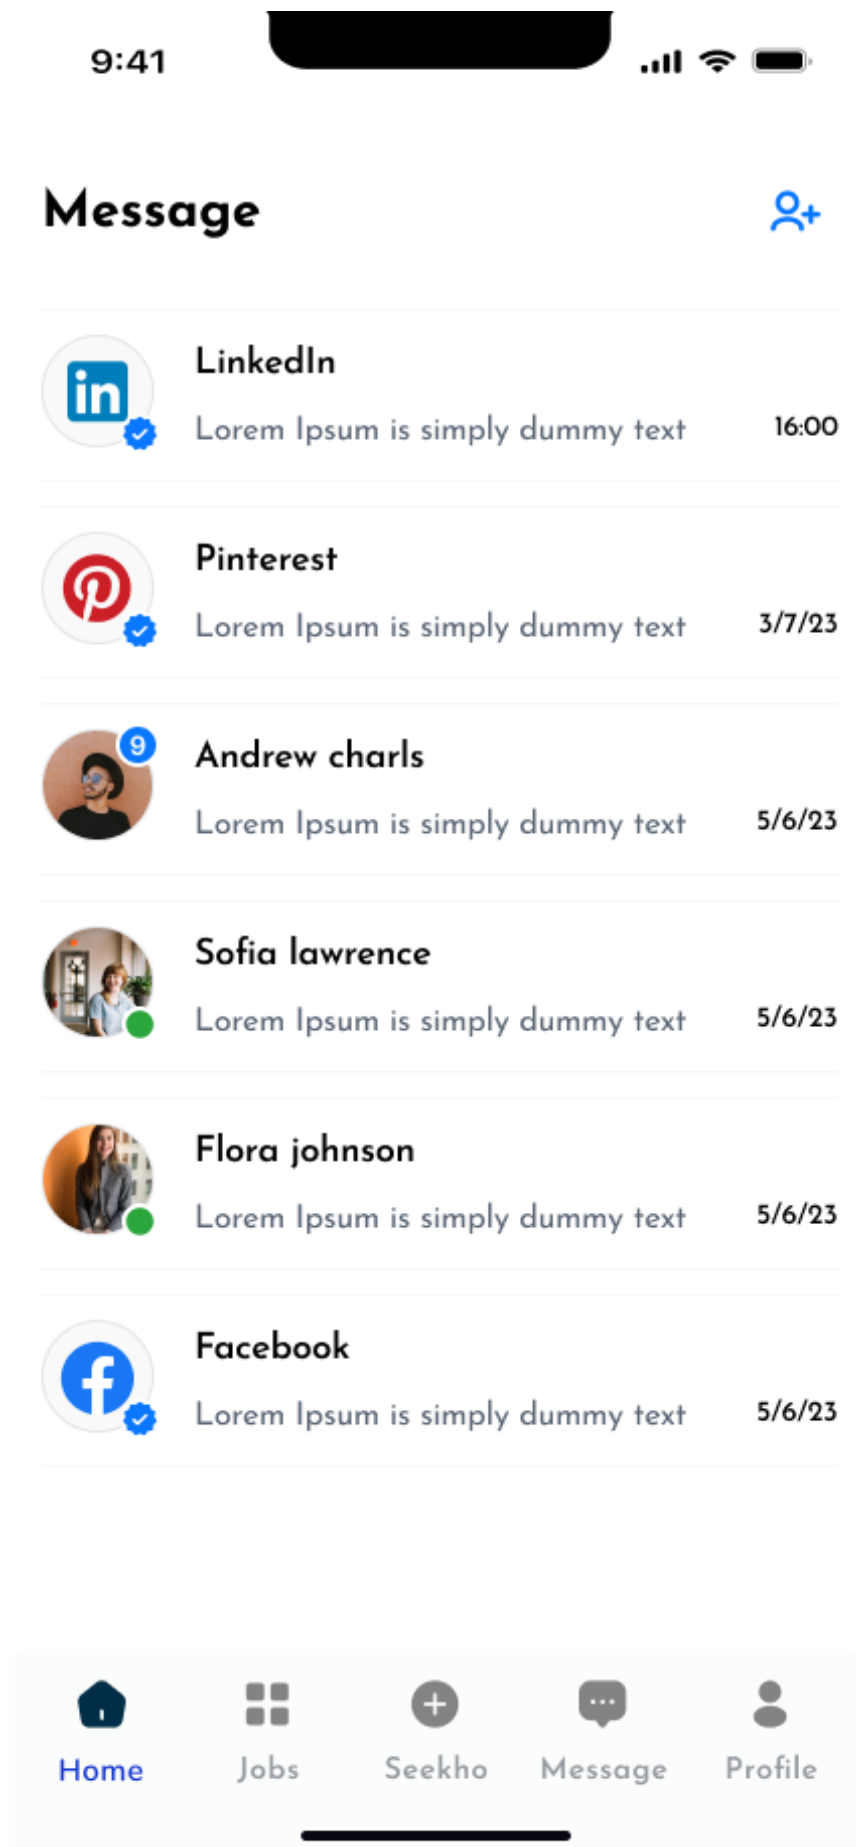 9:41
Message
LinkedIn
Lorem Ipsum is simply dummy text 16:00
Pinterest
Lorem Ipsum is simply dummy text 3/7/23
9
Andrew charls
Lorem Ipsum is simply dummy text 5/6/23
Sofia lawrence
Lorem Ipsum is simply dummy text 5/6/23
Flora johnson
Lorem Ipsum is simply dummy text 5/6/23
Facebook
Lorem Ipsum is simply dummy text 5/6/23
Home Jobs Seekho Message Profile